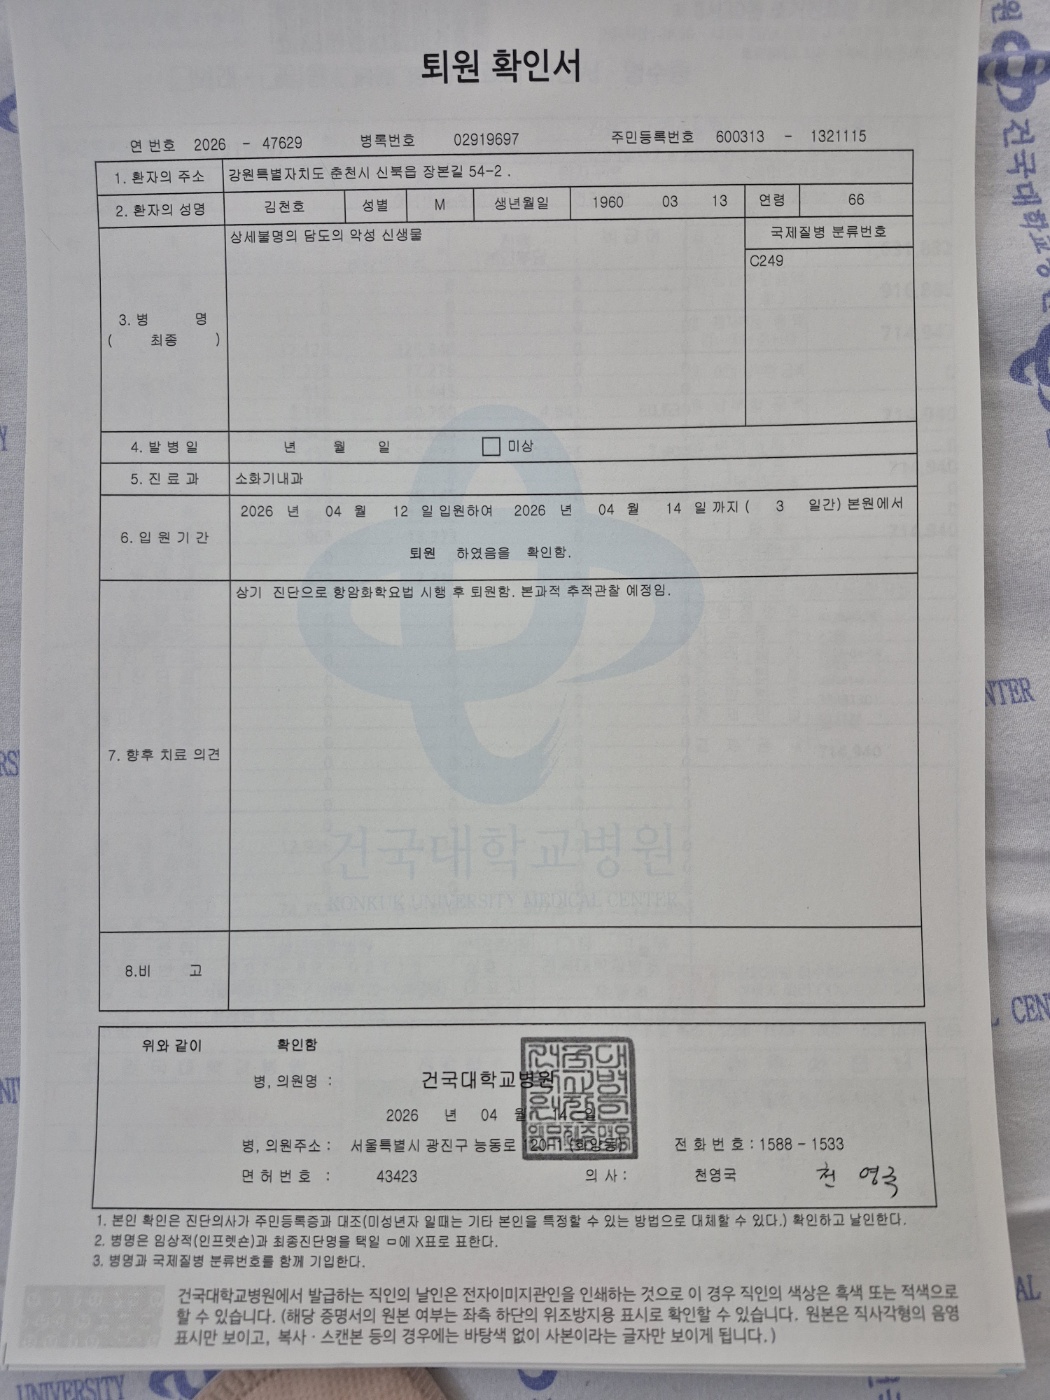 퇴원 확인서
연 번호 2026 - 47629 병록번호 02919697 주민등록번호 600313 - 1321115
1. 환자의 주소 강원특별자치도 춘천시 신북읍 장본길 54-2 .
2. 환자의 성명 김천호 성별 M 생년월일 1960 03 13 연령 66
3. 병 명 ( 최종 ) 상세불명의 담도의 악성 신생물
국제질병 분류번호
C249
4. 발 병 일 년 월 일 미상
5. 진 료 과 소화기내과
6. 입 원 기 간 2026 년 04 월 12 일 입원하여 2026 년 04 월 14 일 까지 ( 3 일간) 본원에서
퇴원 하였음을 확인함.
7. 향후 치료 의견 상기 진단으로 항암화학요법 시행 후 퇴원함. 본과적 추적관찰 예정임.
건국대학교병원
KONKUK UNIVERSITY MEDICAL CENTER
8.비 고
위와 같이 확인함
병, 의원명 : 건국대학교병원
2026 년 04 월 14 일
병, 의원주소 : 서울특별시 광진구 능동로 120-1 (화양동) 전 화 번 호 : 1588 - 1533
면 허 번 호 : 43423 의 사 : 천영국 천 영국
1. 본인 확인은 진단의사가 주민등록증과 대조(미성년자 일때는 기타 본인을 특정할 수 있는 방법으로 대체할 수 있다.) 확인하고 날인한다.
2. 병명은 임상적(인프렛숀)과 최종진단명을 택일 ㅁ에 X표로 표한다.
3. 병명과 국제질병 분류번호를 함께 기입한다.
건국대학교병원에서 발급하는 직인의 날인은 전자이미지관인을 인쇄하는 것으로 이 경우 직인의 색상은 흑색 또는 적색으로
할 수 있습니다. (해당 증명서의 원본 여부는 좌측 하단의 위조방지용 표시로 확인할 수 있습니다. 원본은 직사각형의 음영
표시만 보이고, 복사 · 스캔본 등의 경우에는 바탕색 없이 사본이라는 글자만 보이게 됩니다.)
UNIVERSITY